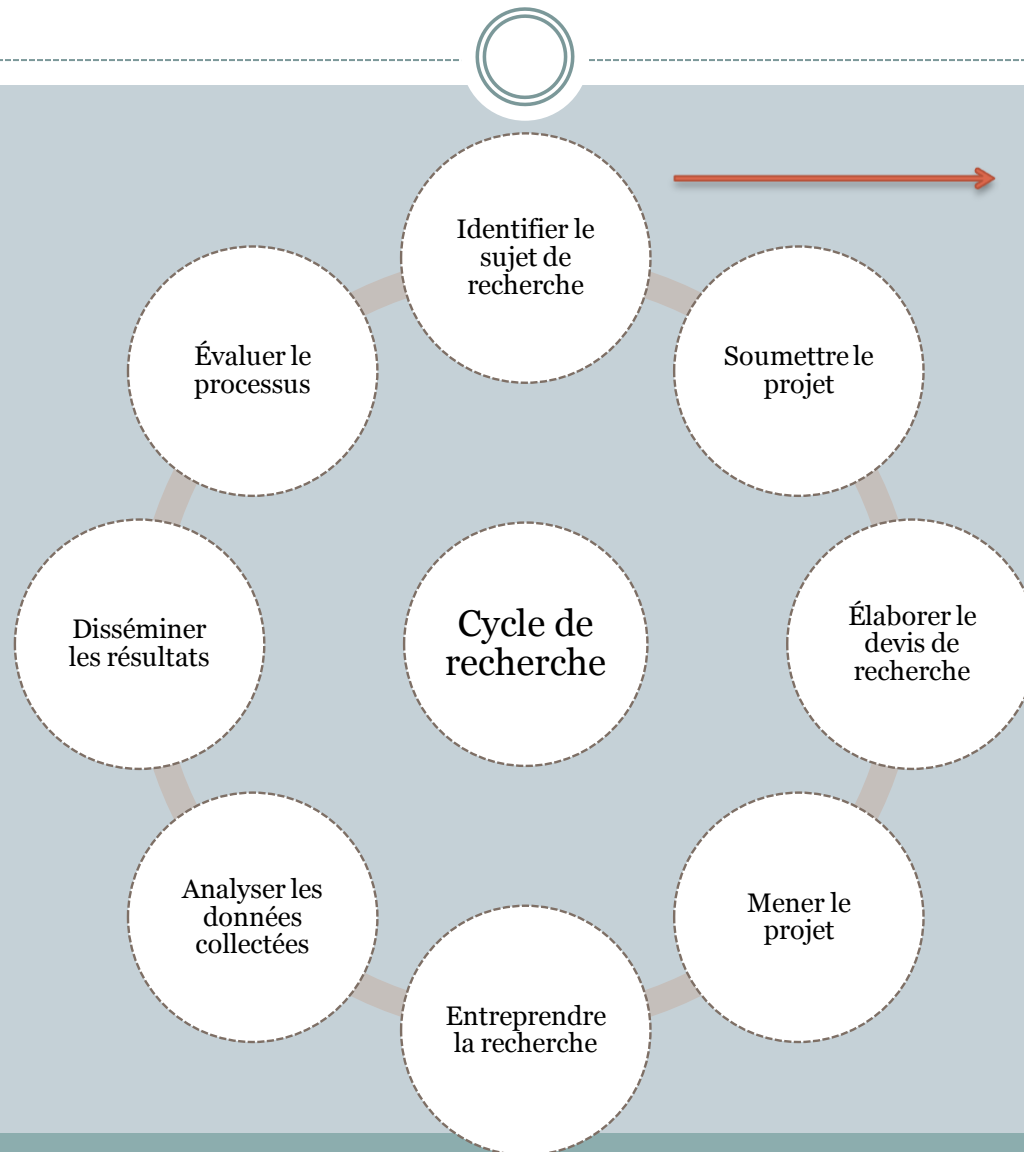 Identifier le
sujet de
recherche
Soumettre le
projet
Élaborer le
devis de
recherche
Mener le
projet
Entreprendre
la recherche
Analyser les
données
collectées
Disséminer
les résultats
Évaluer le
processus
Cycle de
recherche